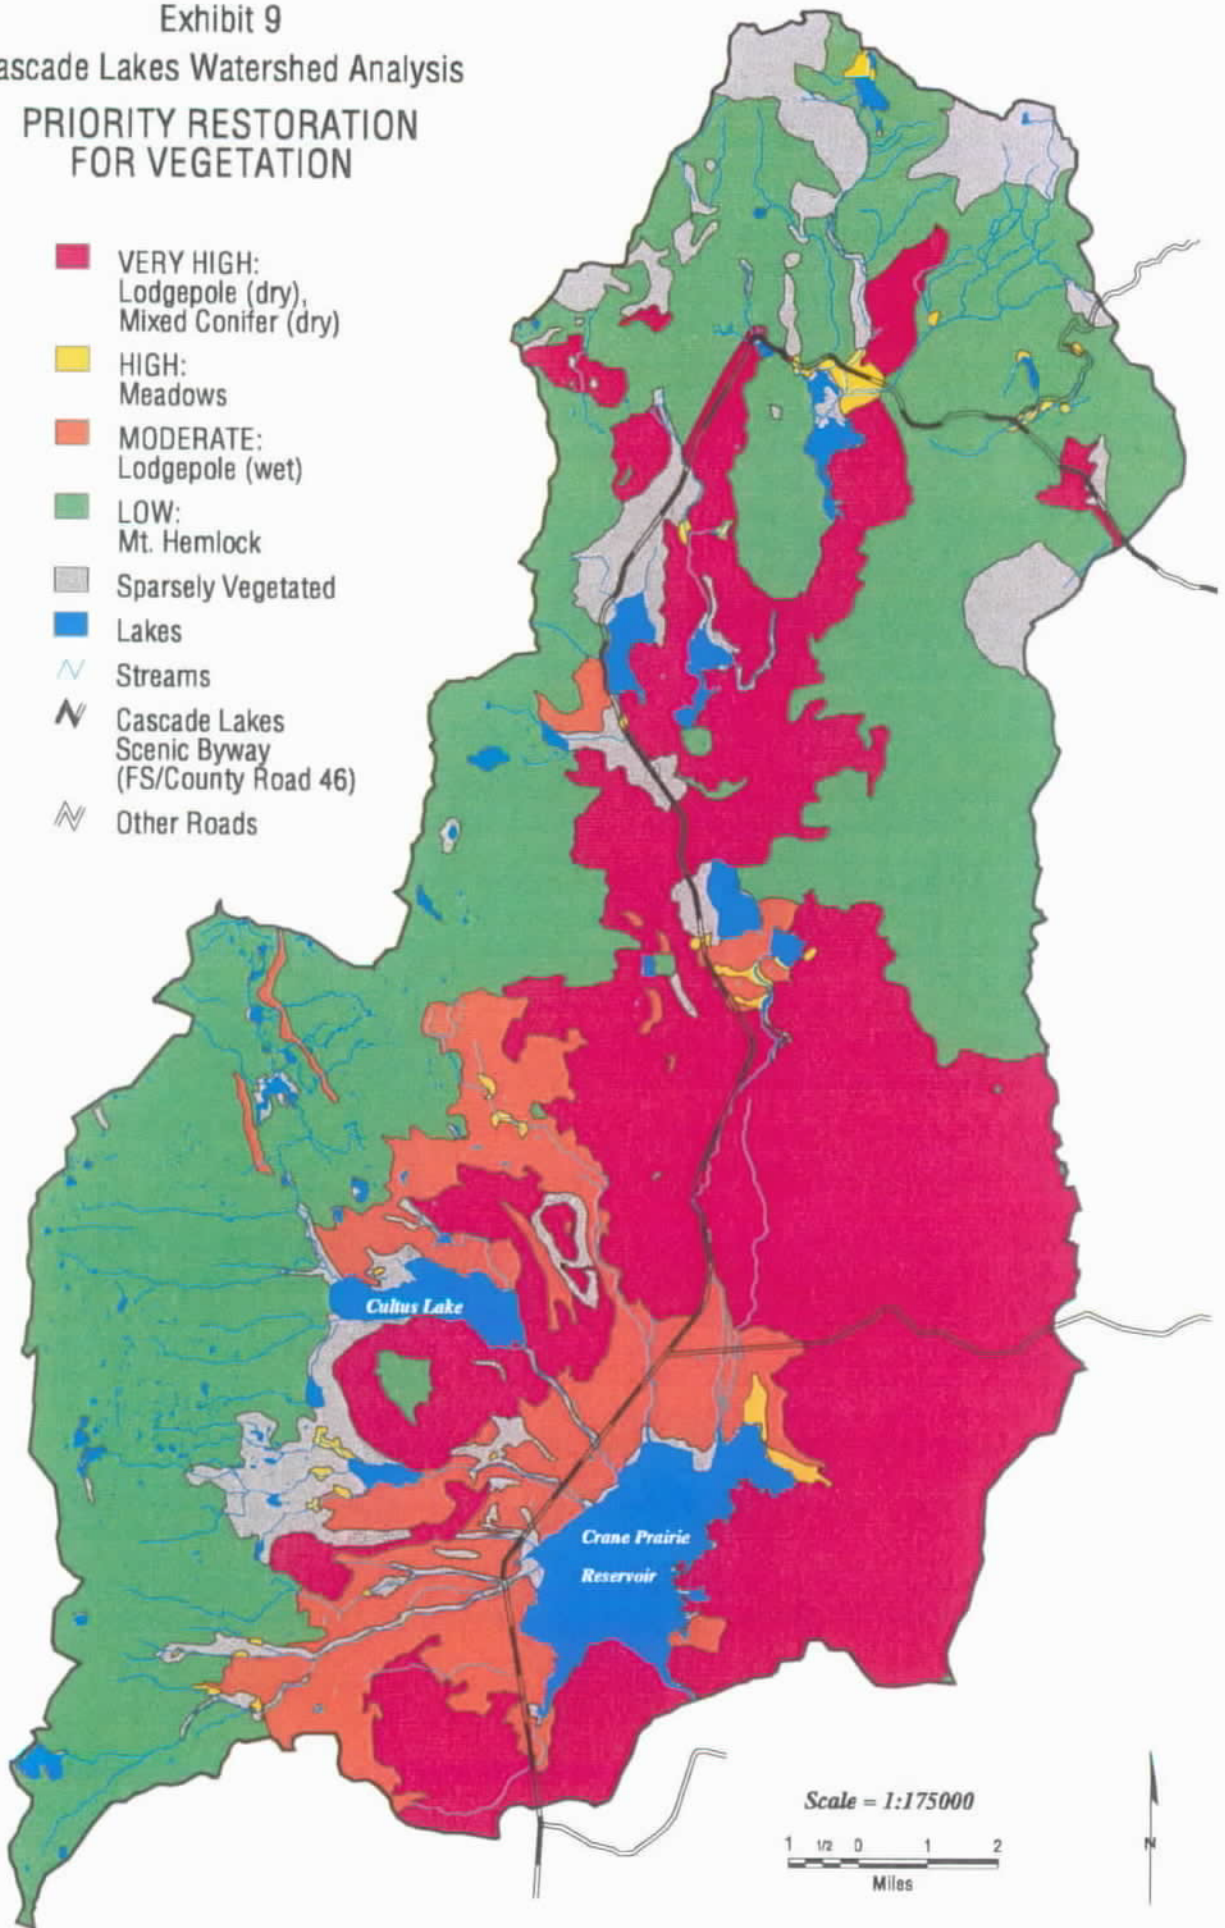 Exhibit 9
ascade Lakes Watershed Analysis
PRIORITY RESTORATION
FOR VEGETATION
VERY HIGH:
Lodgepole (dry),
Mixed Conifer (dry)
HIGH:
Meadows
MODERATE:
Lodgepole (wet)
LOW:
Mt. Hemlock
Sparsely Vegetated
Lakes
Streams
Cascade Lakes
Scenic Byway
(FS/County Road 46)
Other Roads
Cultus Lake
Crane Prairie
Reservoir
Scale = 1:175000
1 1/2 0 1 2
Miles
N